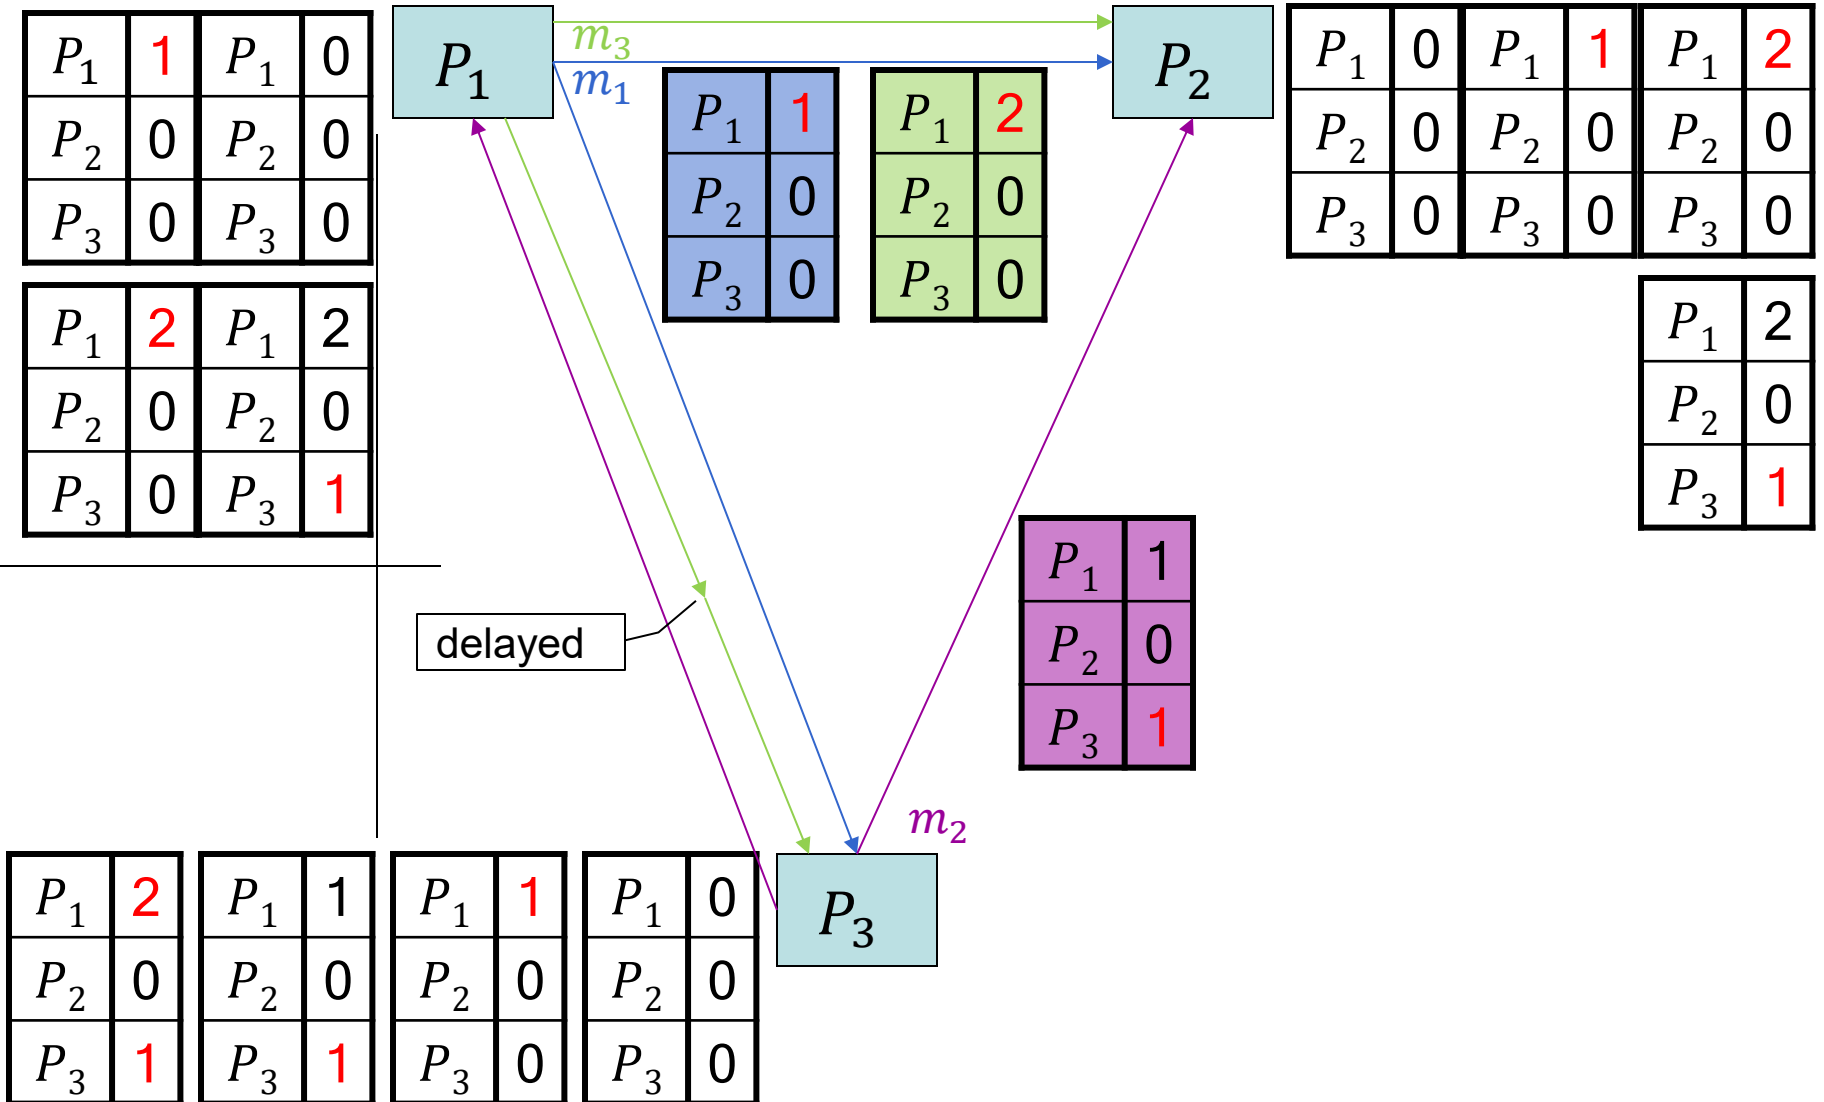 P₁ 1 P₁ 0
P₂ 0 P₂ 0
P₃ 0 P₃ 0
P₁ 2 P₁ 2
P₂ 0 P₂ 0
P₃ 0 P₃ 1
P₁
m₃
m₁
P₁ 1
P₂ 0
P₃ 0
P₁ 2
P₂ 0
P₃ 0
P₂
P₁ 0 P₁ 1 P₁ 2
P₂ 0 P₂ 0 P₂ 0
P₃ 0 P₃ 0 P₃ 0
P₁ 2
P₂ 0
P₃ 1
delayed
P₁ 1
P₂ 0
P₃ 1
m₂
P₁ 2 P₁ 1 P₁ 1 P₁ 0
P₂ 0 P₂ 0 P₂ 0 P₂ 0
P₃ 1 P₃ 1 P₃ 0 P₃ 0
P₃